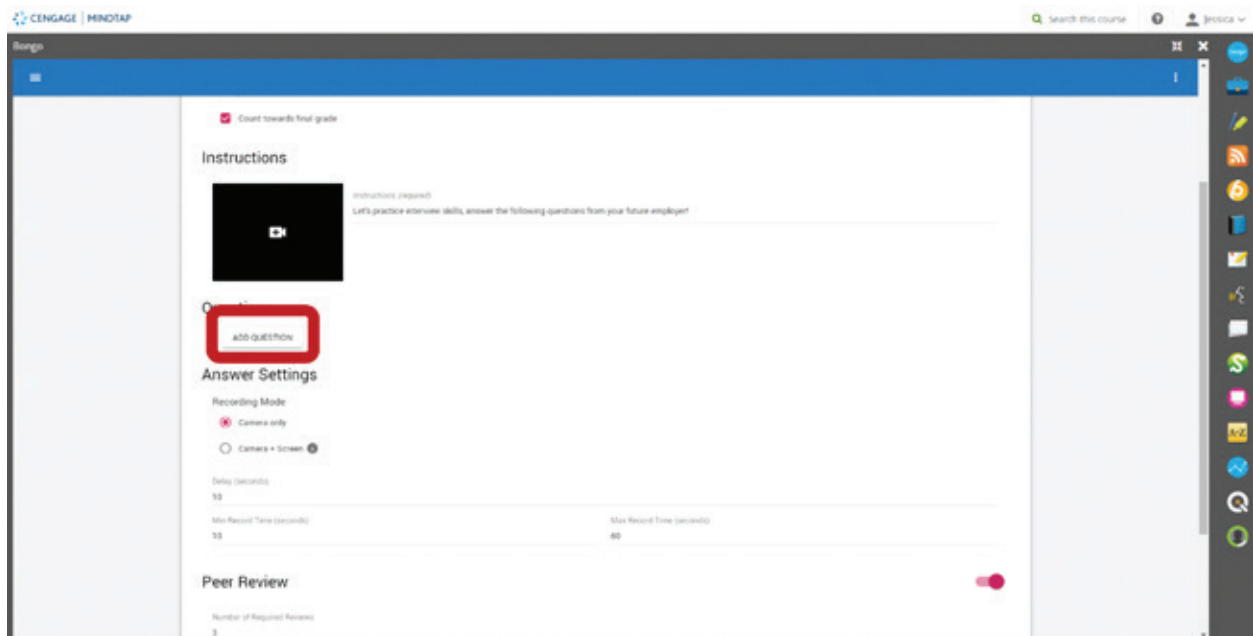 CENGAGE | MINDTAP
Search this course
Jessica
Bongo
Count towards final grade
Instructions
Instructions (required)
Let's practice interview skills, answer the following questions from your future employer!
ADD QUESTION
Answer Settings
Recording Mode
Camera only
Camera + Screen
Delay (seconds)
10
Min Record Time (seconds)
Max Record Time (seconds)
10
60
Peer Review
Number of Required Reviews
3
A-Z